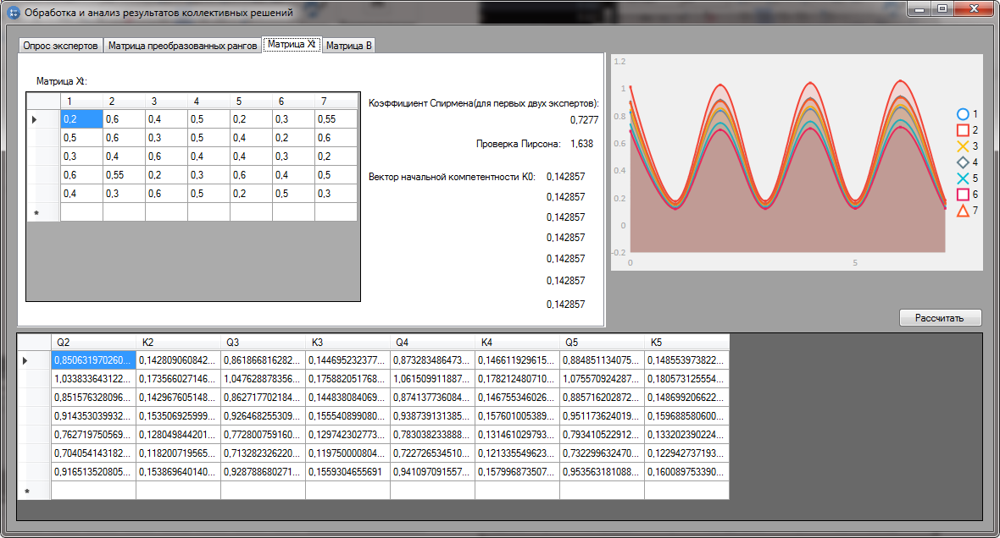 Обработка и анализ результатов коллективных решений
Опрос экспертов Матрица преобразованных рангов Матрица Xt Матрица B
Матрица Xt:
1 2 3 4 5 6 7
0,2 0,6 0,4 0,5 0,2 0,3 0,55
0,5 0,6 0,3 0,5 0,4 0,2 0,6
0,3 0,4 0,6 0,4 0,4 0,3 0,2
0,6 0,55 0,2 0,3 0,6 0,4 0,5
0,4 0,3 0,6 0,5 0,2 0,5 0,3
*
Коэффициент Спирмена(для первых двух экспертов):
0,7277
Проверка Пирсона: 1,638
Вектор начальной компетентности K0: 0,142857
0,142857
0,142857
0,142857
0,142857
0,142857
0,142857
1.2
1
0.8
0.6
0.4
0.2
0
-0.2
0 5
1
2
3
4
5
6
7
Рассчитать
Q2 K2 Q3 K3 Q4 K4 Q5 K5
0,850631970260... 0,142809060842... 0,861866816282... 0,144695232377... 0,873283486473... 0,146611929615... 0,884851134075... 0,148553973822...
1,033833643122... 0,173566027146... 1,047628878356... 0,175882051768... 1,061509911887... 0,178212480710... 1,075570924287... 0,180573125554...
0,851576328096... 0,142967605148... 0,862717702184... 0,144838084069... 0,874137736084... 0,146755346026... 0,885716202872... 0,148699206622...
0,914353039932... 0,153506925999... 0,926468255309... 0,155540899080... 0,938739131385... 0,157601005389... 0,951173624019... 0,159688580600...
0,762719750569... 0,128049844201... 0,772800759160... 0,129742302773... 0,783038233888... 0,131461029793... 0,793410522912... 0,133202390224...
0,704054143182... 0,118200719565... 0,713282326220... 0,119750000804... 0,722726534510... 0,121335549623... 0,732299632470... 0,122942737193...
0,916513520805... 0,153869640140... 0,928788680271... 0,1559304655691 0,941097091557... 0,157996873507... 0,953563181088... 0,160089753390...
*